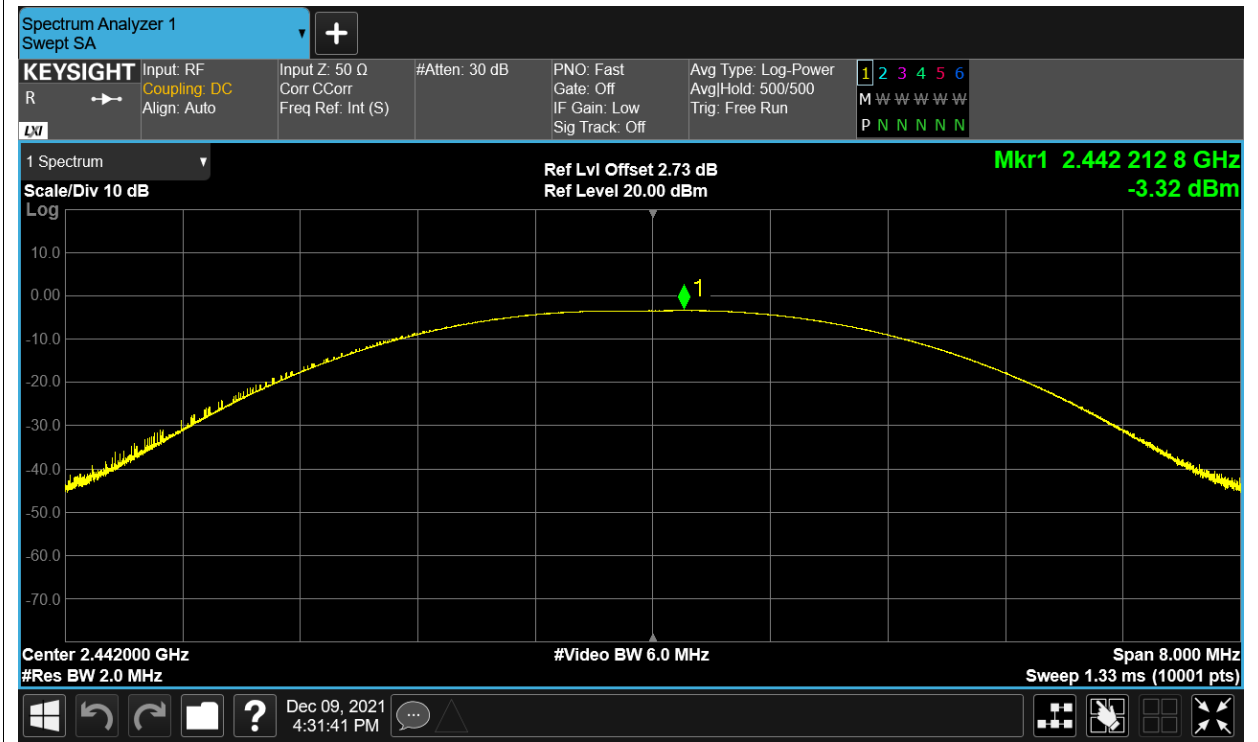 Spectrum Analyzer 1
Swept SA
KEYSIGHT
R
LXI
Input: RF
Coupling: DC
Align: Auto
Input Z: 50 Ω
Corr CCorr
Freq Ref: Int (S)
#Atten: 30 dB
PNO: Fast
Gate: Off
IF Gain: Low
Sig Track: Off
Avg Type: Log-Power
Avg|Hold: 500/500
Trig: Free Run
1 2 3 4 5 6
M W W W W W
P N N N N N
1 Spectrum
Scale/Div 10 dB
Log
Ref Lvl Offset 2.73 dB
Ref Level 20.00 dBm
Mkr1 2.442 212 8 GHz
-3.32 dBm
1
10.0
0.00
-10.0
-20.0
-30.0
-40.0
-50.0
-60.0
-70.0
Center 2.442000 GHz
#Res BW 2.0 MHz
#Video BW 6.0 MHz
Span 8.000 MHz
Sweep 1.33 ms (10001 pts)
?
Dec 09, 2021
4:31:41 PM